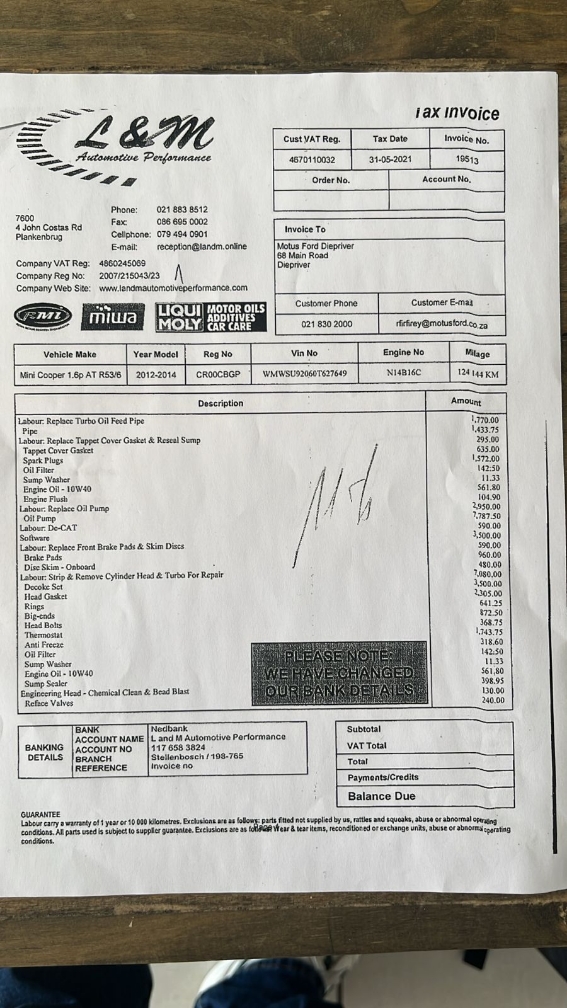 Tax Invoice
L & M
Automotive Performance
Cust VAT Reg. Tax Date Invoice No.
4670110032 31-05-2021 19513
Order No. Account No.
7600
4 John Costas Rd
Plankenbrug
Phone: 021 883 8512
Fax: 086 695 0002
Cellphone: 079 494 0901
E-mail: reception@landm.online
Company VAT Reg: 4860245069
Company Reg No: 2007/215043/23
Company Web Site: www.landmautomotiveperformance.com
Invoice To
Motus Ford Diepriver
68 Main Road
Diepriver
RMI miwa LIQUI MOLY MOTOR OILS ADDITIVES CAR CARE
Customer Phone Customer E-mail
021 830 2000 rfirfirey@motusford.co.za
Vehicle Make Year Model Reg No Vin No Engine No Milage
Mini Cooper 1.6p AT R53/6 2012-2014 CR00CBGP WMWSU92060T627649 N14B16C 124 144 KM
Description Amount
Labour: Replace Turbo Oil Feed Pipe 1,770.00
Pipe 1,433.75
Labour: Replace Tappet Cover Gasket & Reseal Sump 295.00
Tappet Cover Gasket 635.00
Spark Plugs 1,572.00
Oil Filter 142.50
Sump Washer 11.33
Engine Oil - 10W40 561.80
Engine Flush 104.90
Labour: Replace Oil Pump 2,950.00
Oil Pump 7,787.50
Labour: De-CAT 590.00
Software 3,500.00
Labour: Replace Front Brake Pads & Skim Discs 590.00
Brake Pads 960.00
Disc Skim - Onboard 480.00
Labour: Strip & Remove Cylinder Head & Turbo For Repair 7,080.00
Decoke Set 3,500.00
Head Gasket 2,305.00
Rings 641.25
Big-ends 872.50
Head Bolts 368.75
Thermostat 1,743.75
Anti Freeze 318.60
Oil Filter 142.50
Sump Washer 11.33
Engine Oil - 10W40 561.80
Sump Sealer 398.95
Engineering Head - Chemical Clean & Bead Blast 130.00
Reface Valves 240.00
PLEASE NOTE:
WE HAVE CHANGED
OUR BANK DETAILS
BANKING DETAILS
BANK Nedbank
ACCOUNT NAME L and M Automotive Performance
ACCOUNT NO 117 658 3824
BRANCH Stellenbosch / 198-765
REFERENCE Invoice no
Subtotal
VAT Total
Total
Payments/Credits
Balance Due
GUARANTEE
Labour carry a warranty of 1 year or 10 000 kilometres. Exclusions are as follows: parts fitted not supplied by us, rattles and squeaks, abuse or abnormal operating
conditions. All parts used is subject to supplier guarantee. Exclusions are as follows: wear & tear items, reconditioned or exchange units, abuse or abnormal operating
conditions.